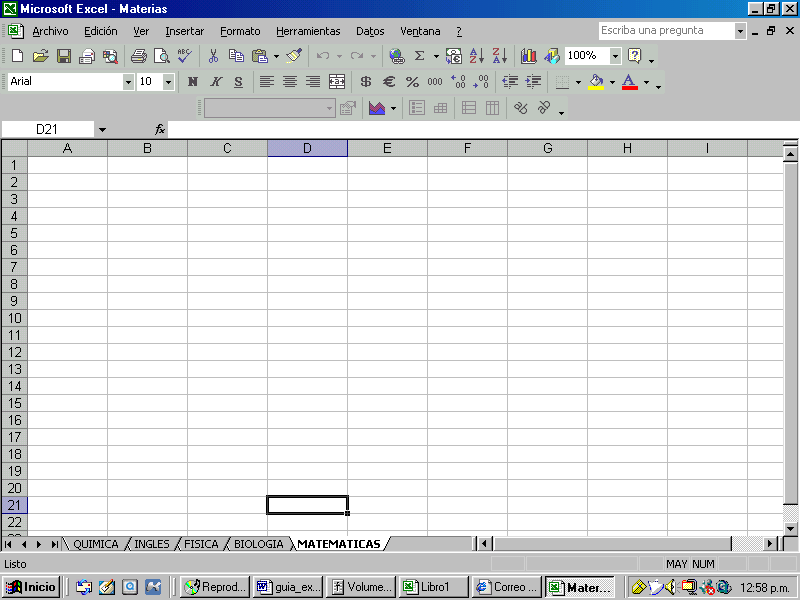 Microsoft Excel - Materias
Archivo Edición Ver Insertar Formato Herramientas Datos Ventana ? Escriba una pregunta
Σ A Z Z A 100% ?
Arial 10 N K S $ € % 000 A
D21 fx
A B C D E F G H I
1
2
3
4
5
6
7
8
9
10
11
12
13
14
15
16
17
18
19
20
21
22
QUIMICA INGLES FISICA BIOLOGIA MATEMATICAS
Listo MAY NUM
Inicio Reprod... guia_ex... Volume... Libro1 Correo ... Mater... 12:58 p.m.